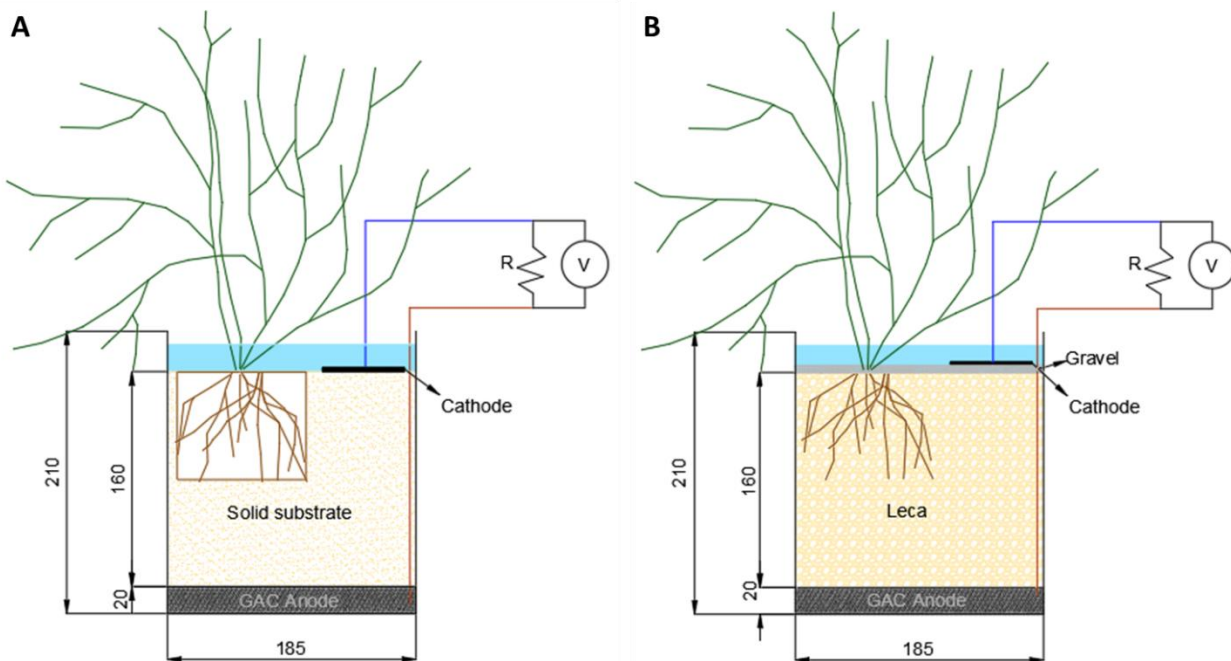 A
R
V
Cathode
210
160
Solid substrate
20
GAC Anode
185
B
R
V
Gravel
Cathode
210
160
Leca
20
GAC Anode
185